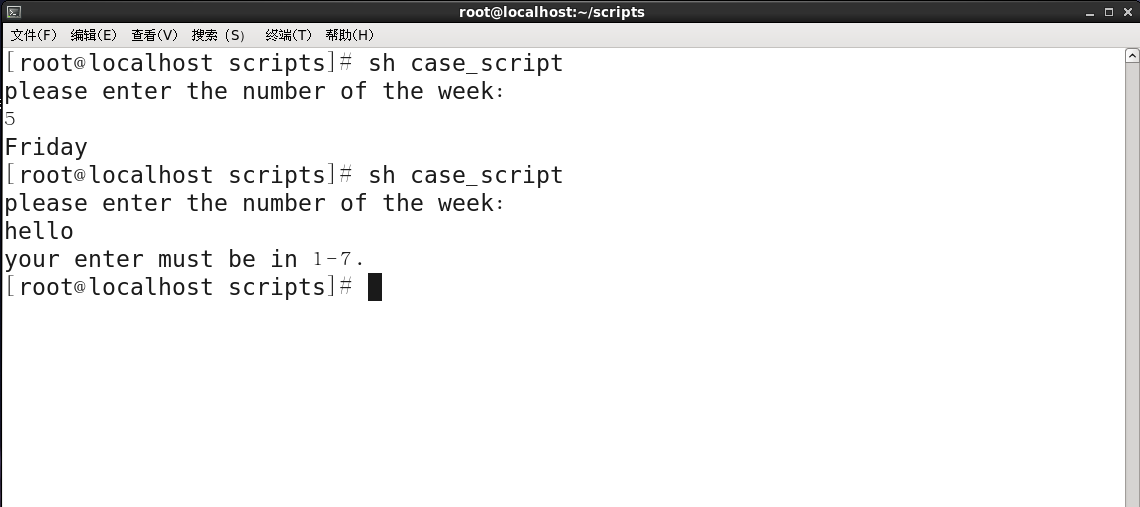 root@localhost:~/scripts
文件(F) 编辑(E) 查看(V) 搜索 (S) 终端(T) 帮助(H)
[root@localhost scripts]# sh case_script
please enter the number of the week:
5
Friday
[root@localhost scripts]# sh case_script
please enter the number of the week:
hello
your enter must be in 1-7.
[root@localhost scripts]#